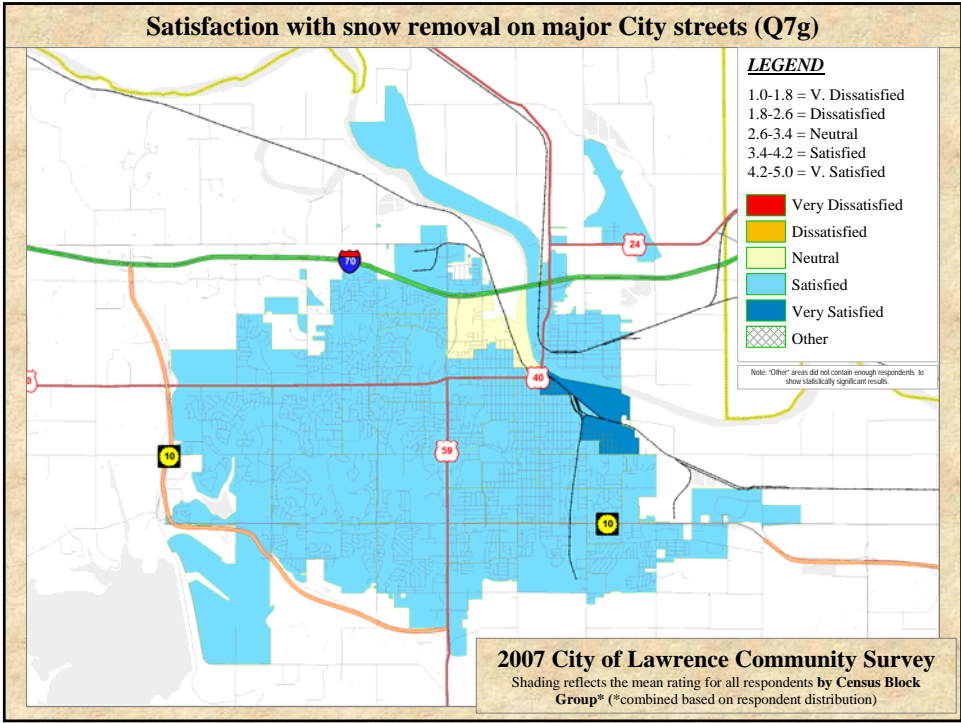 Satisfaction with snow removal on major City streets (Q7g)
LEGEND
1.0-1.8 = V. Dissatisfied
1.8-2.6 = Dissatisfied
2.6-3.4 = Neutral
3.4-4.2 = Satisfied
4.2-5.0 = V. Satisfied
Very Dissatisfied
Dissatisfied
Neutral
Satisfied
Very Satisfied
Other
Note: "Other" areas did not contain enough respondents to
show statistically significant results.
24
70
40
59
10
10
2007 City of Lawrence Community Survey
Shading reflects the mean rating for all respondents by Census Block
Group* (*combined based on respondent distribution)